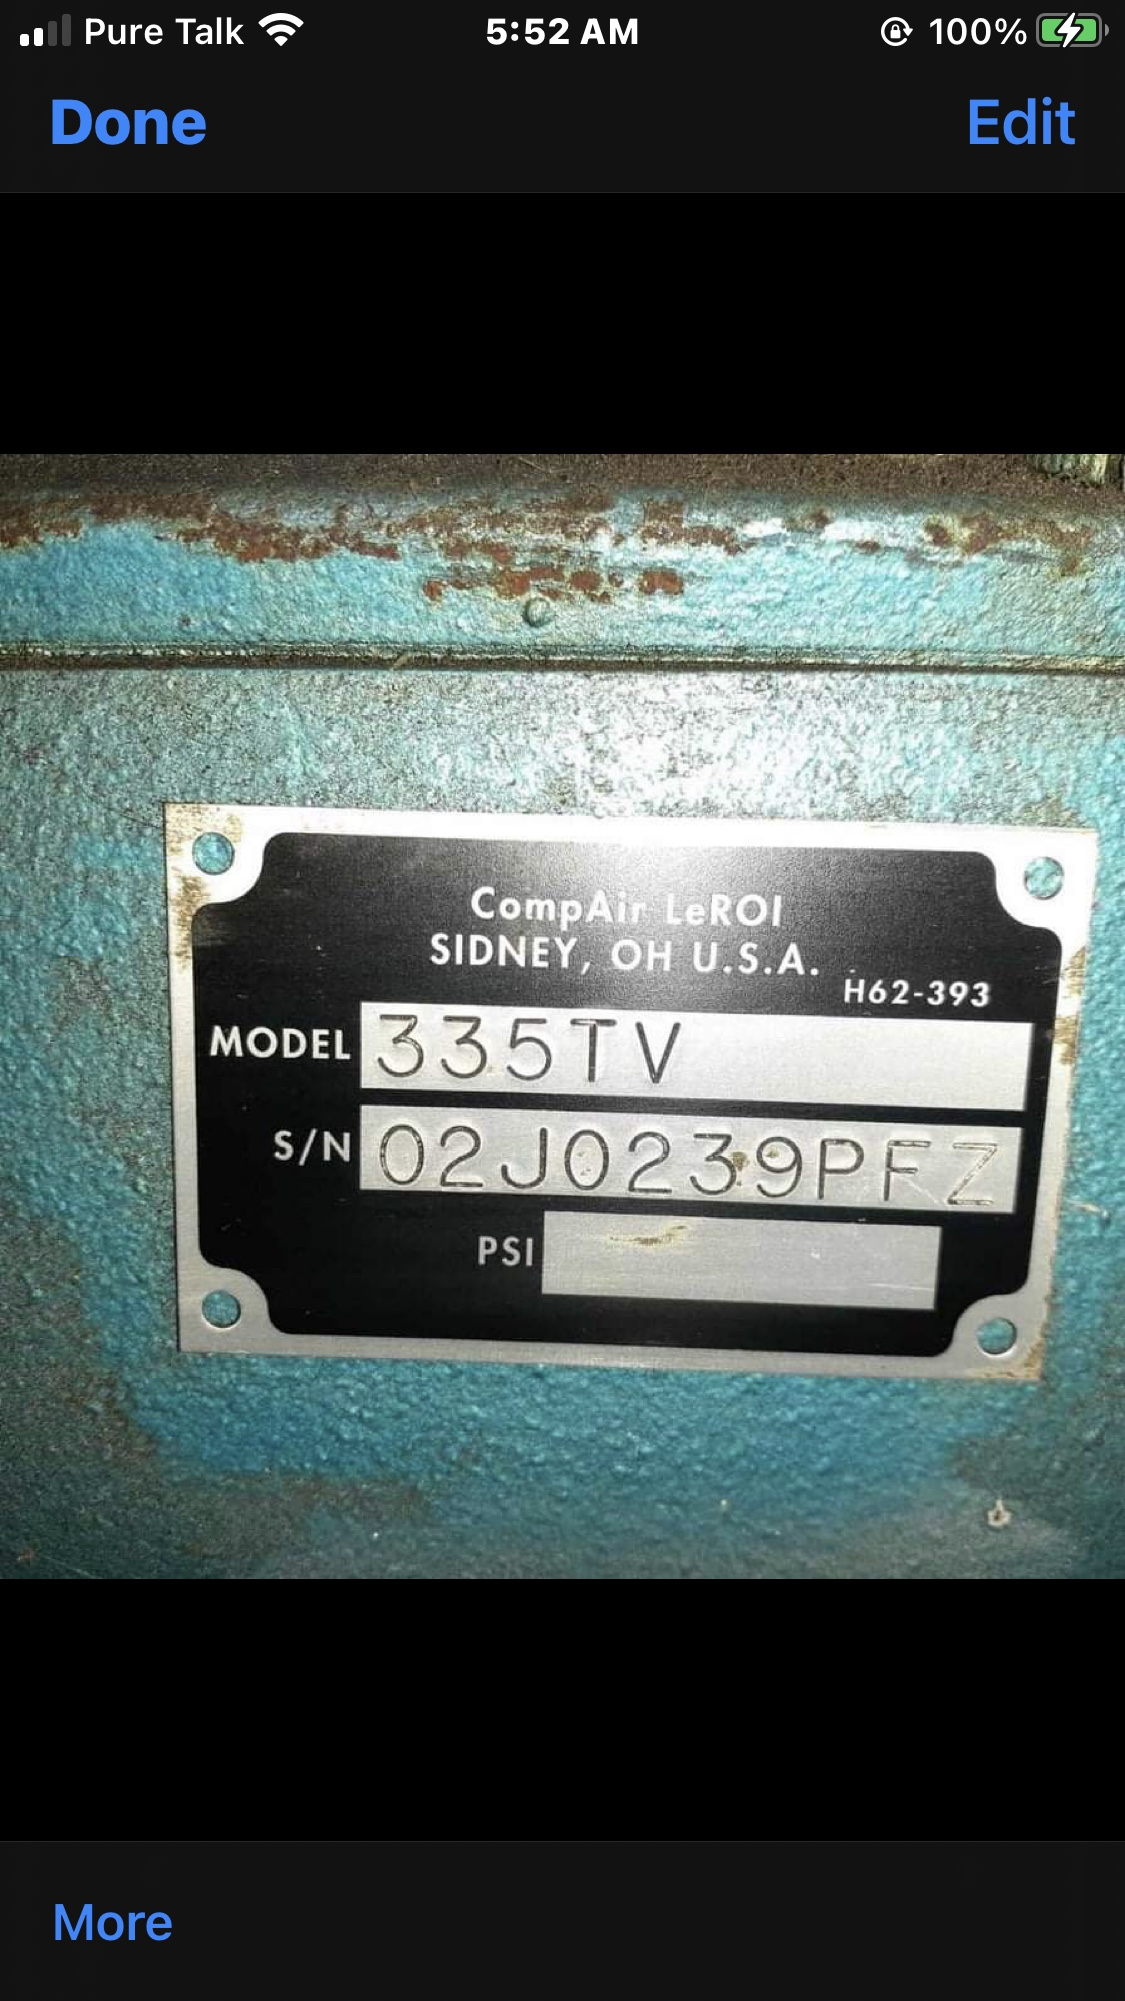 Pure Talk 5:52 AM 100%
Done Edit
CompAir LeROI
SIDNEY, OH U.S.A.
H62-393
MODEL 335TV
S/N 02J0239PFZ
PSI
More